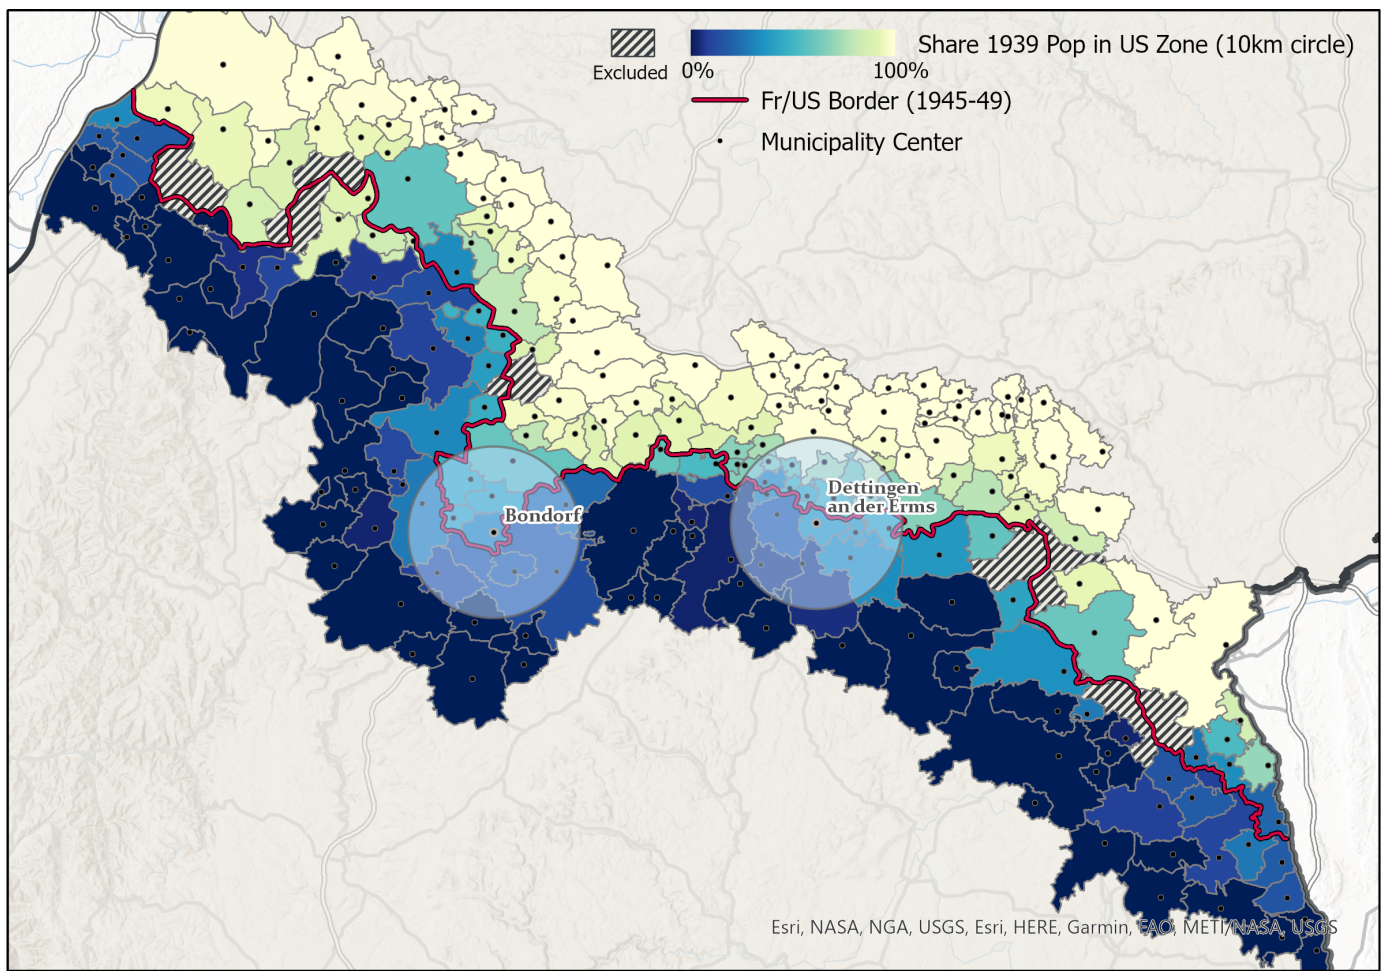 Share 1939 Pop in US Zone (10km circle)
Excluded 0% 100%
Fr/US Border (1945-49)
Municipality Center
Dettingen
an der Erms
Bondorf
Esri, NASA, NGA, USGS, Esri, HERE, Garmin, FAO, METI/NASA, USGS